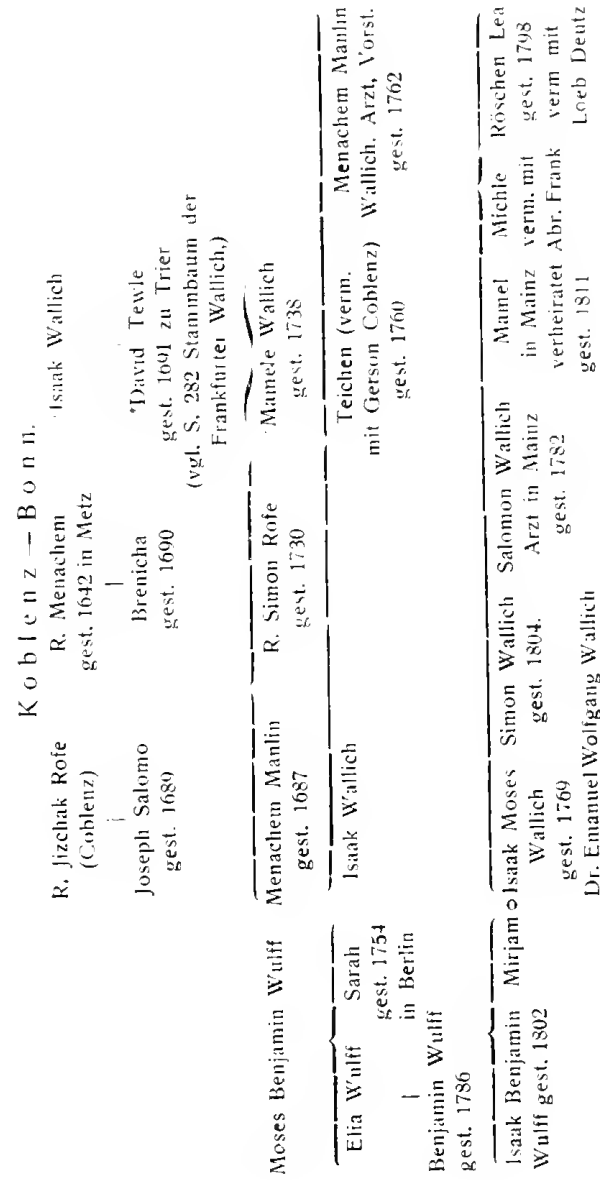 Koblenz—Bonn.
R. Jizchak Rofe
(Coblenz)
R. Menachem
gest. 1642 in Metz
Isaak Wallich
Joseph Salomo
gest. 1689
Brenicha
gest. 1690
*David Tewle
gest. 1691 zu Trier
(vgl. S. 282 Stammbaum der
Frankfurter Wallich.)
Moses Benjamin Wulff
Menachem Manlin
gest. 1687
R. Simon Rofe
gest. 1730
Mamele Wallich
gest. 1738
Elia Wulff
Sarah
gest. 1754
in Berlin
Isaak Wallich
Teichen (verm.
mit Gerson Coblenz)
gest. 1760
Menachem Manlin
Wallich, Arzt, Vorst.
gest. 1762
Benjamin Wulff
gest. 1786
Isaak Benjamin
Wulff gest. 1802
Mirjam
Isaak Moses
Wallich
gest. 1769
Simon Wallich
gest. 1804.
Salomon Wallich
Arzt in Mainz
gest. 1782
Mamel
in Mainz
verheiratet
gest. 1811
Michle
verm. mit
Abr. Frank
Röschen Lea
gest. 1798
verm mit
Loeb Deutz
Dr. Emanuel Wolfgang Wallich